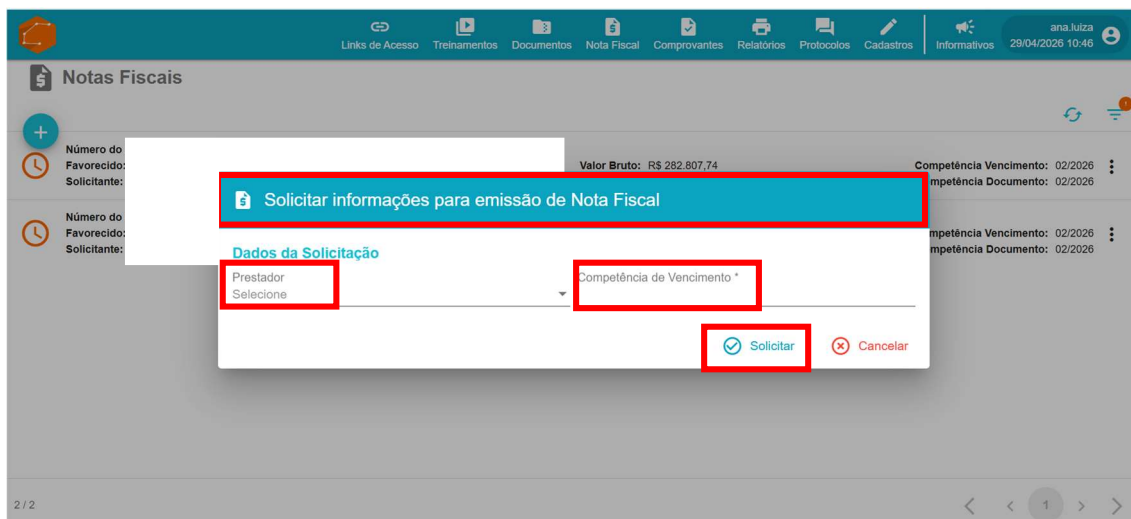 Links de Acesso Treinamentos Documentos Nota Fiscal Comprovantes Relatórios Protocolos Cadastros Informativos ana.luiza
29/04/2026 10:46
Notas Fiscais
1
+
Número do
Favorecido: Valor Bruto: R$ 282.807,74 Competência Vencimento: 02/2026
Solicitante: mpetência Documento: 02/2026
Solicitar informações para emissão de Nota Fiscal
Número do
Favorecido: mpetência Vencimento: 02/2026
Solicitante: mpetência Documento: 02/2026
Dados da Solicitação
Prestador Competência de Vencimento *
Selecione
Solicitar Cancelar
2 / 2 1